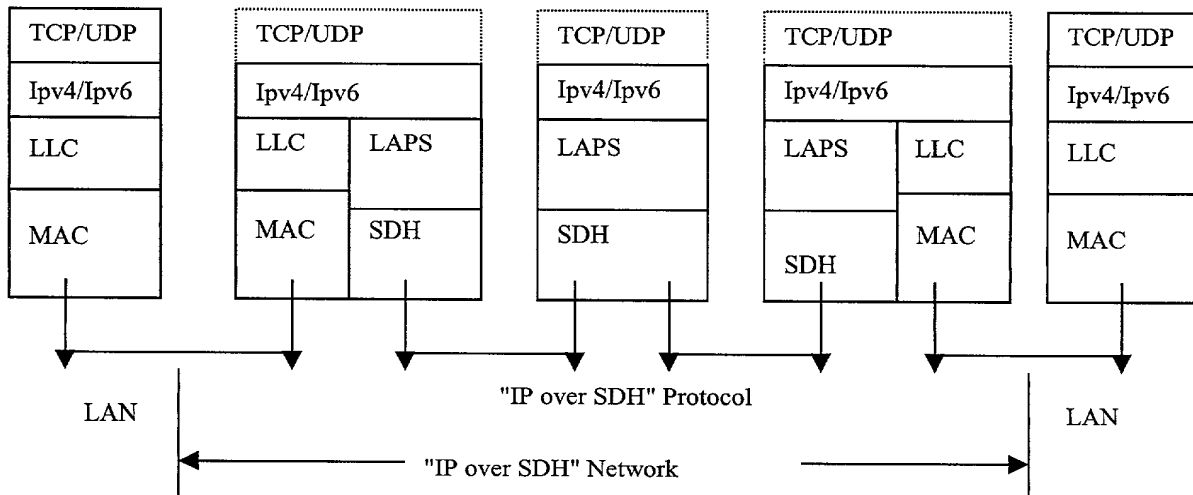 TCP/UDP TCP/UDP TCP/UDP TCP/UDP TCP/UDP
Ipv4/Ipv6 Ipv4/Ipv6 Ipv4/Ipv6 Ipv4/Ipv6 Ipv4/Ipv6
LLC LLC LAPS LAPS LAPS LLC LLC
MAC MAC SDH SDH SDH MAC MAC
"IP over SDH" Protocol
LAN LAN
"IP over SDH" Network